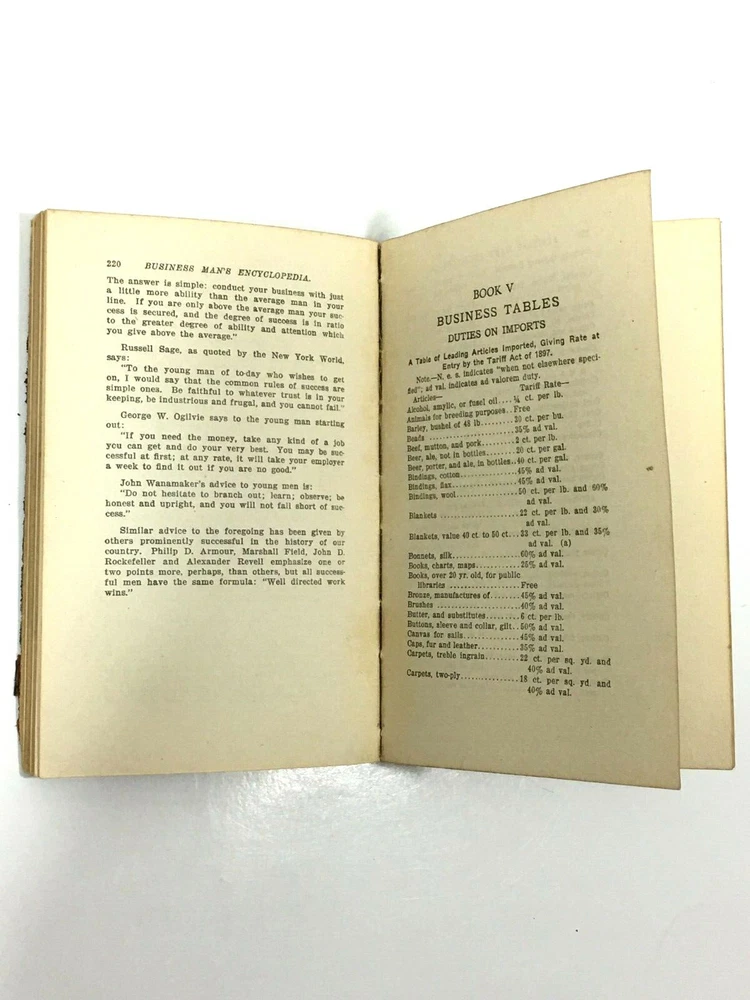 220 BUSINESS MAN'S ENCYCLOPEDIA.
The answer is simple: conduct your business with just
a little more ability than the average man in your
line. If you are only above the average man your suc-
cess is secured, and the degree of success is in ratio
to the greater degree of ability and attention which
you give above the average."
Russell Sage, as quoted by the New York World,
says:
"To the young man of to-day who wishes to get
on, I would say that the common rules of success are
simple ones. Be faithful to whatever trust is in your
keeping, be industrious and frugal, and you cannot fail."
George W. Ogilvie says to the young man starting
out:
"If you need the money, take any kind of a job
you can get and do your very best. You may be suc-
cessful at first; at any rate, it will take your employer
a week to find it out if you are no good."
John Wanamaker's advice to young men is:
"Do not hesitate to branch out; learn; observe; be
honest and upright, and you will not fall short of suc-
cess."
Similar advice to the foregoing has been given by
others prominently successful in the history of our
country. Philip D. Armour, Marshall Field, John D.
Rockefeller and Alexander Revell emphasize one or
two points more, perhaps, than others, but all success-
ful men have the same formula: "Well directed work
wins."
BOOK V
BUSINESS TABLES
DUTIES ON IMPORTS
A Table of Leading Articles Imported, Giving Rate at
Entry by the Tariff Act of 1897.
Note.—N. e. s. indicates "when not elsewhere speci-
fied"; ad val. indicates ad valorem duty.
Articles— Tariff Rate—
Alcohol, amylic, or fusel oil....¼ ct. per lb.
Animals for breeding purposes..Free
Barley, bushel of 48 lb.........30 ct. per bu.
Beads ....................35% ad val.
Beef, mutton, and pork........2 ct. per lb.
Beer, ale, not in bottles.......20 ct. per gal.
Beer, porter, and ale, in bottles..40 ct. per gal.
Bindings, cotton..............45% ad val.
Bindings, flax................45% ad val.
Bindings, wool...............50 ct. per lb. and 60%
ad val.
Blankets ..................22 ct. per lb. and 30%
ad val.
Blankets, value 40 ct. to 50 ct...33 ct. per lb. and 35%
ad val. (a)
Bonnets, silk.................60% ad val.
Books, charts, maps...........25% ad val.
Books, over 20 yr. old, for public
libraries ..................Free
Bronze, manufactures of........45% ad val.
Brushes ....................40% ad val.
Butter, and substitutes.........6 ct. per lb.
Buttons, sleeve and collar, gilt..50% ad val.
Canvas for sails..............45% ad val.
Caps, fur and leather..........35% ad val.
Carpets, treble ingrain.........22 ct. per sq. yd. and
40% ad val.
Carpets, two-ply..............18 ct. per sq. yd. and
40% ad val.